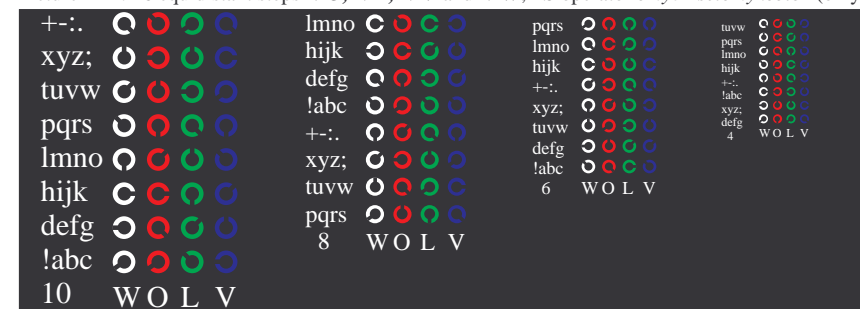 +-:.
xyz;
tuvw
pqrs
lmno
hijk
defg
!abc
10 W O L V
lmno
hijk
defg
!abc
+-:.
xyz;
tuvw
pqrs
8 W O L V
pqrs
lmno
hijk
+-:.
xyz;
tuvw
defg
!abc
6 W O L V
tuvw
pqrs
lmno
hijk
+-:.
!abc
xyz;
defg
4 W O L V